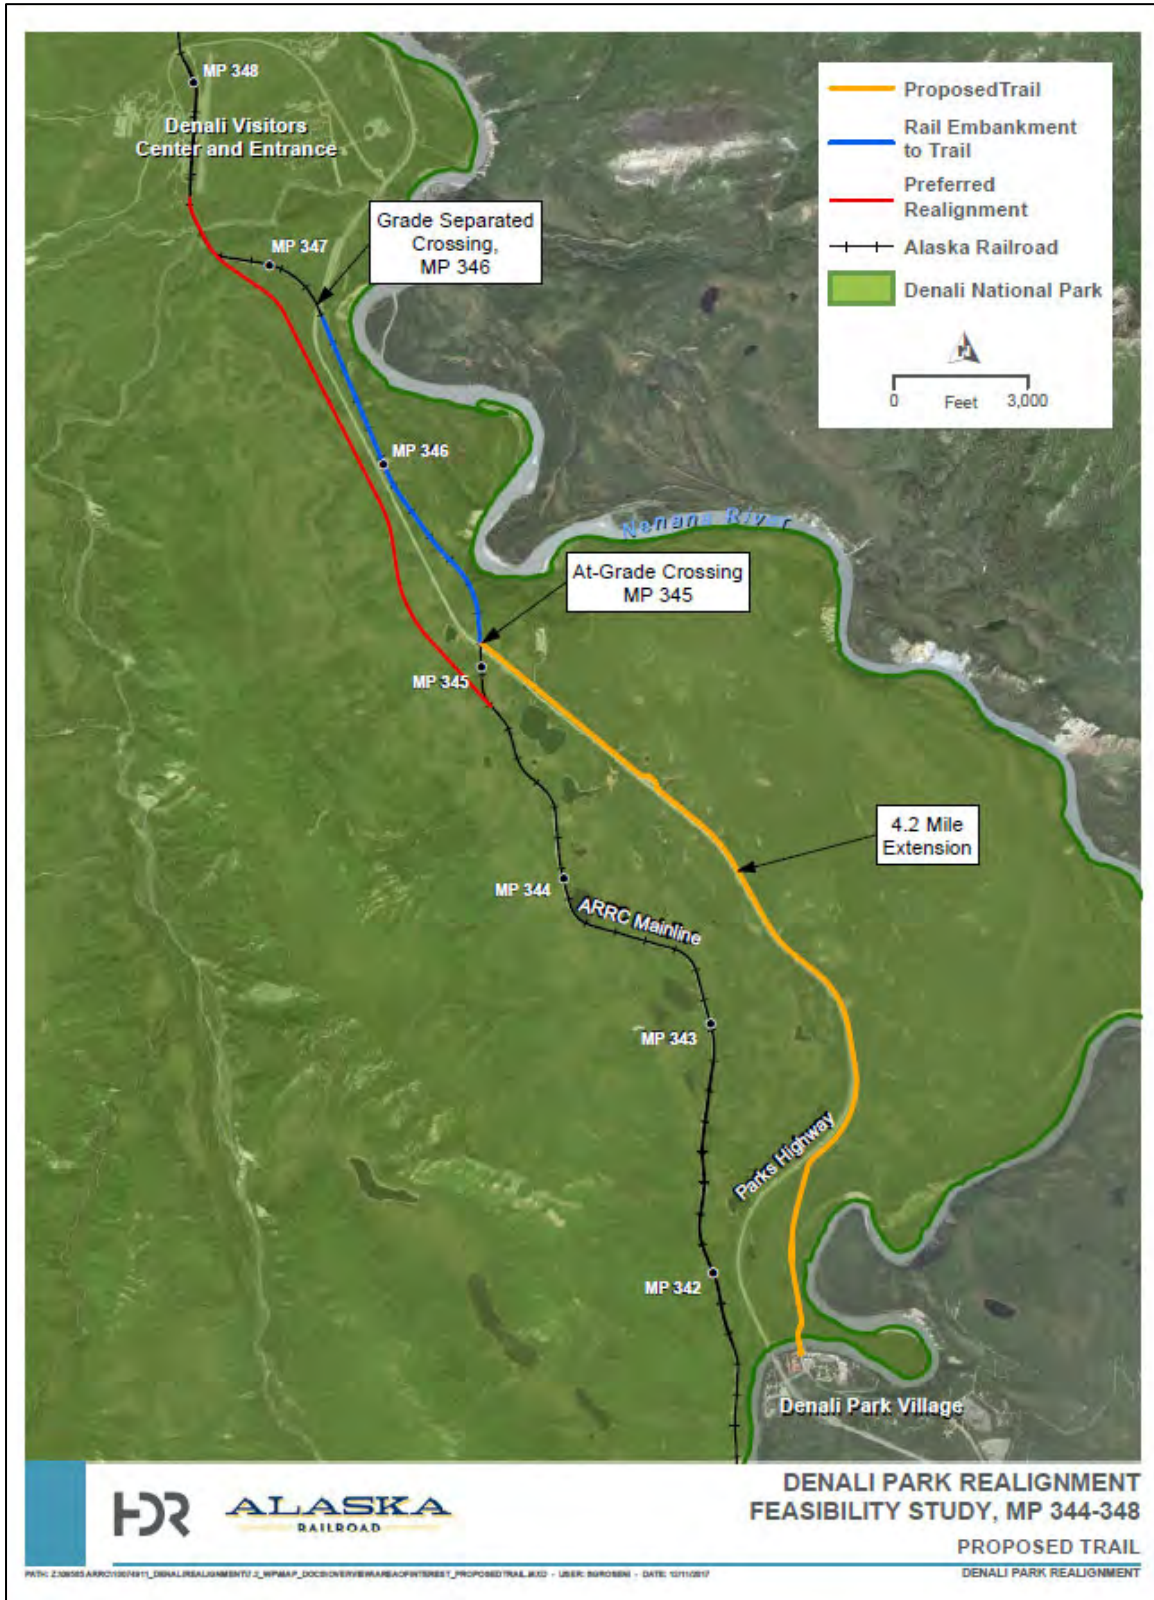 MP 348
Denali Visitors
Center and Entrance
Grade Separated
Crossing,
MP 346
MP 347
ProposedTrail
Rail Embankment
to Trail
Preferred
Realignment
Alaska Railroad
Denali National Park
0 Feet 3,000
MP 346
Nenana River
At-Grade Crossing
MP 345
MP 345
4.2 Mile
Extension
MP 344
ARRC Mainline
MP 343
Parks Highway
MP 342
Denali Park Village
HDR
ALASKA
RAILROAD
DENALI PARK REALIGNMENT
FEASIBILITY STUDY, MP 344-348
PROPOSED TRAIL
DENALI PARK REALIGNMENT